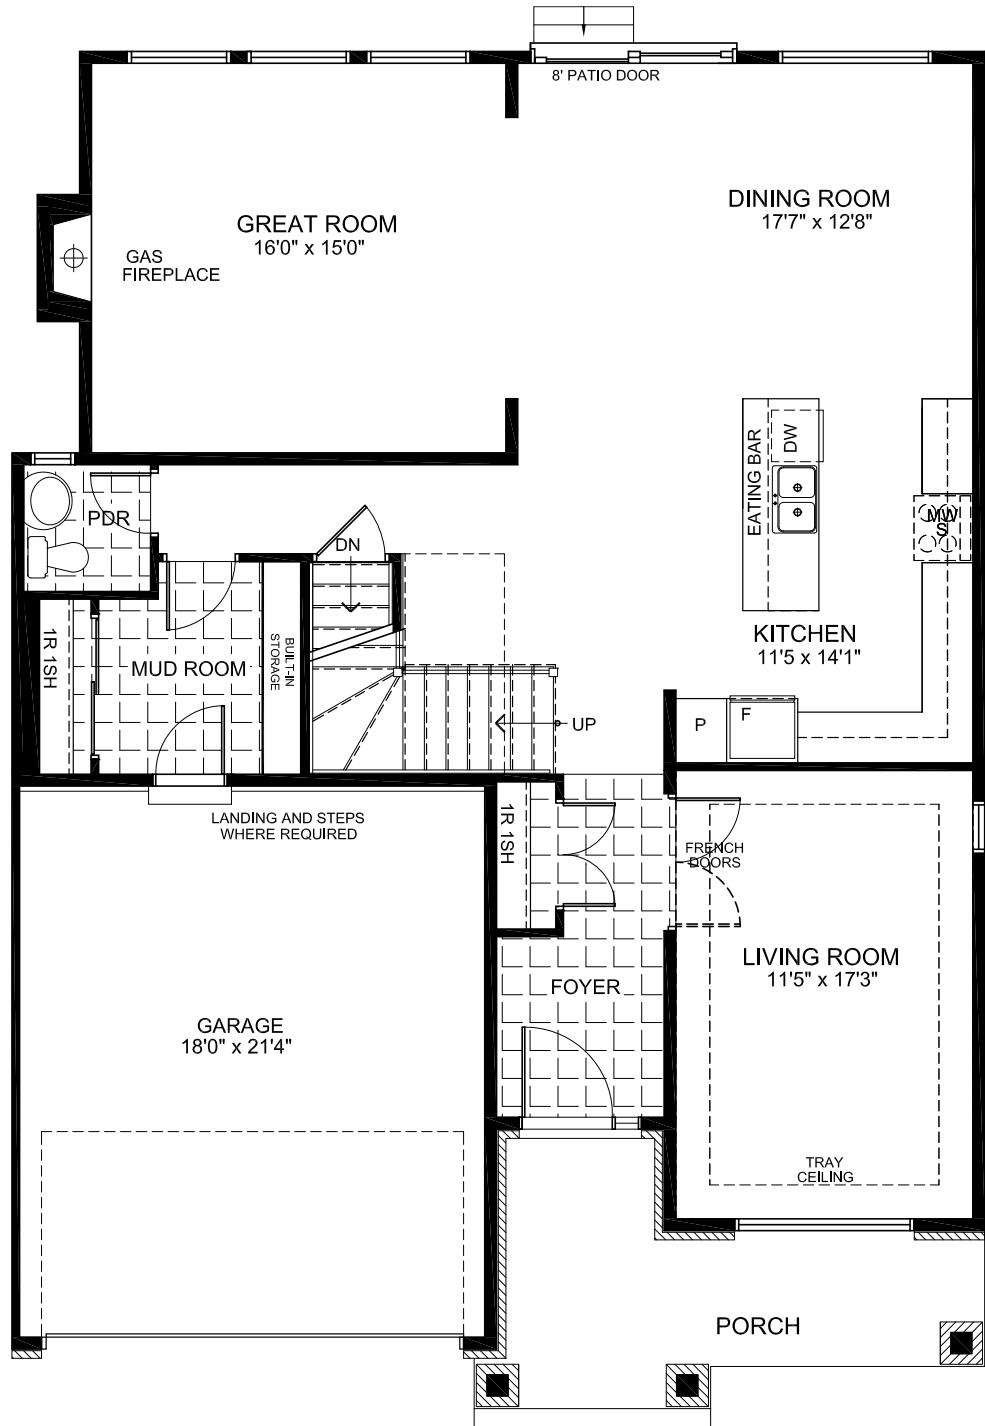 8' PATIO DOOR
DINING ROOM
17'7" x 12'8"
GREAT ROOM
16'0" x 15'0"
GAS
FIREPLACE
EATING BAR
DW
MW
S
PDR
DN
KITCHEN
11'5 x 14'1"
1R 1SH
MUD ROOM
BUILT-IN
STORAGE
UP
P
F
LANDING AND STEPS
WHERE REQUIRED
1R 1SH
FRENCH
DOORS
LIVING ROOM
11'5" x 17'3"
FOYER
GARAGE
18'0" x 21'4"
TRAY
CEILING
PORCH